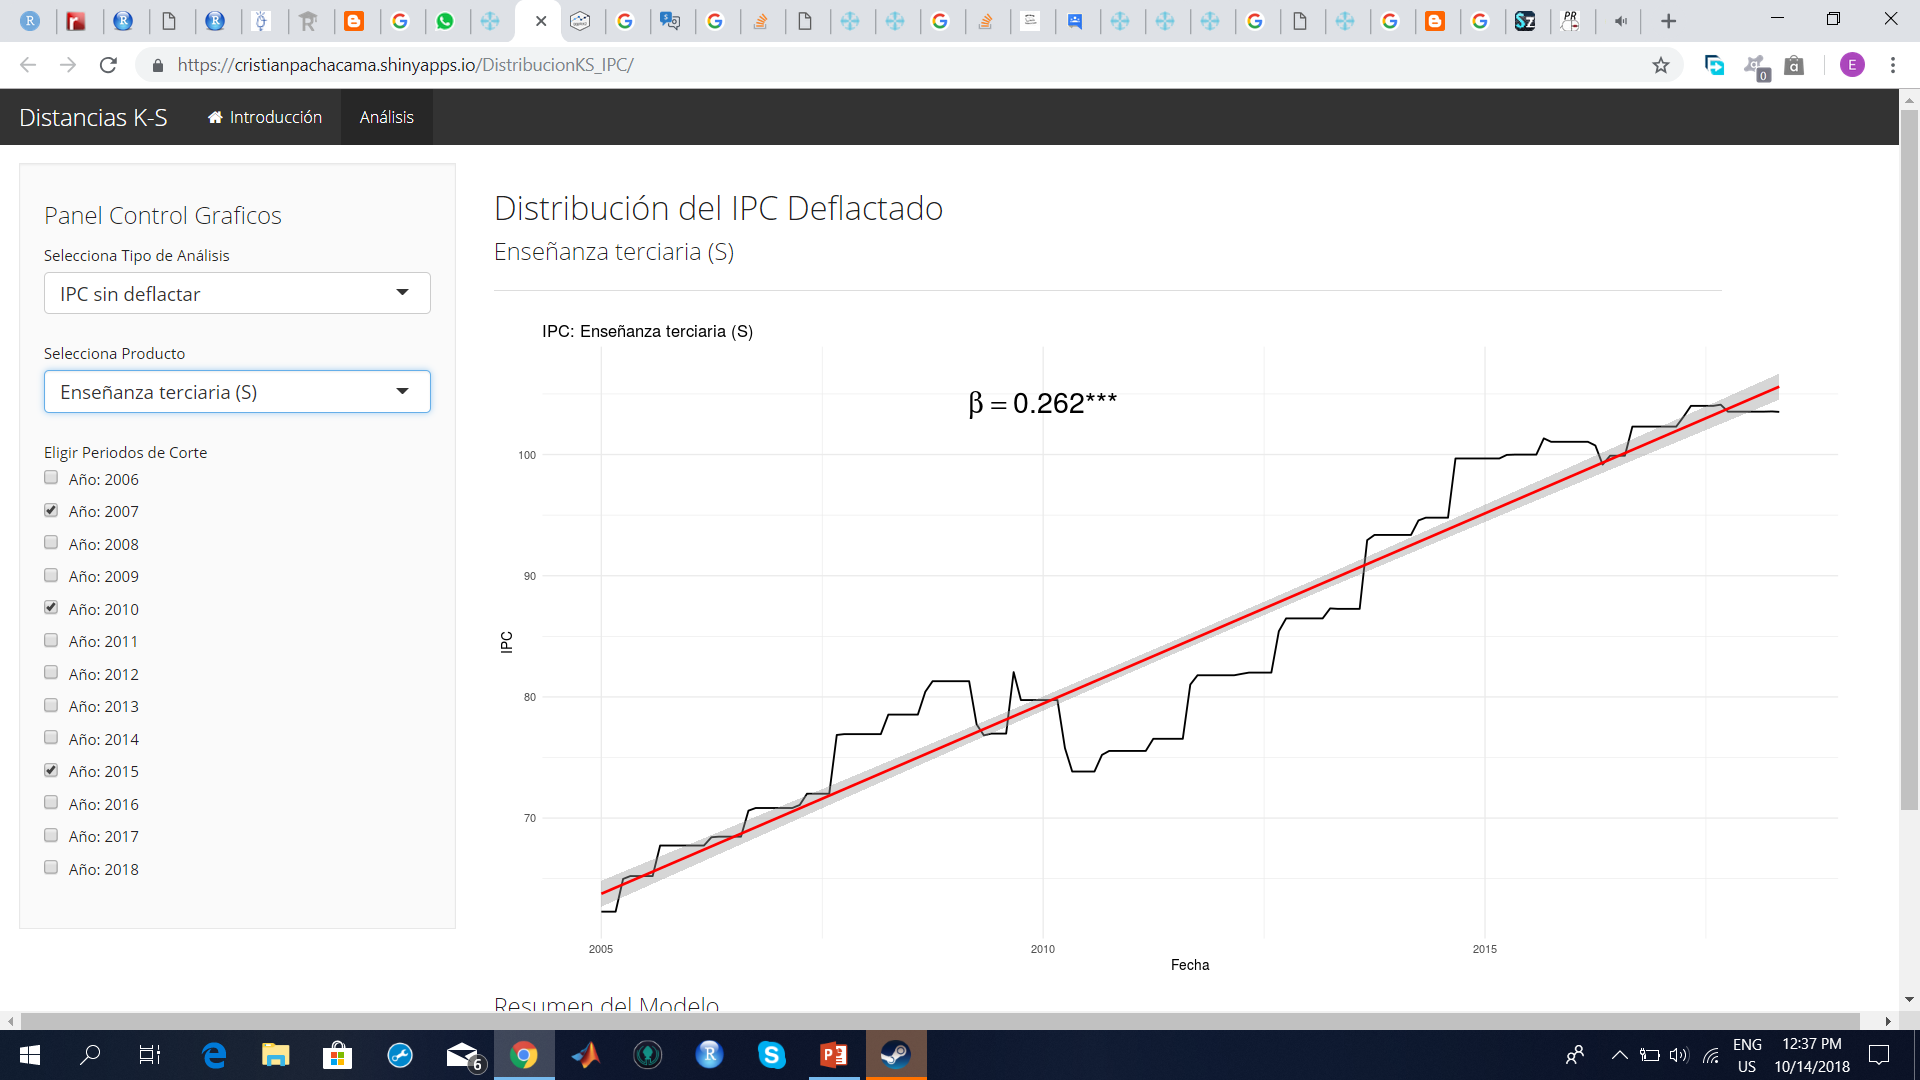 https://cristianpachacama.shinyapps.io/DistribucionKS_IPC/
0
a
E
Distancias K-S
Introducción
Análisis
Panel Control Graficos
Selecciona Tipo de Análisis
IPC sin deflactar
Selecciona Producto
Enseñanza terciaria (S)
Eligir Periodos de Corte
Año: 2006
Año: 2007
Año: 2008
Año: 2009
Año: 2010
Año: 2011
Año: 2012
Año: 2013
Año: 2014
Año: 2015
Año: 2016
Año: 2017
Año: 2018
Distribución del IPC Deflactado
Enseñanza terciaria (S)
IPC: Enseñanza terciaria (S)
β = 0.262***
100
90
80
70
IPC
2005
2010
2015
Fecha
Resumen del Modelo
6
ENG
US
12:37 PM
10/14/2018